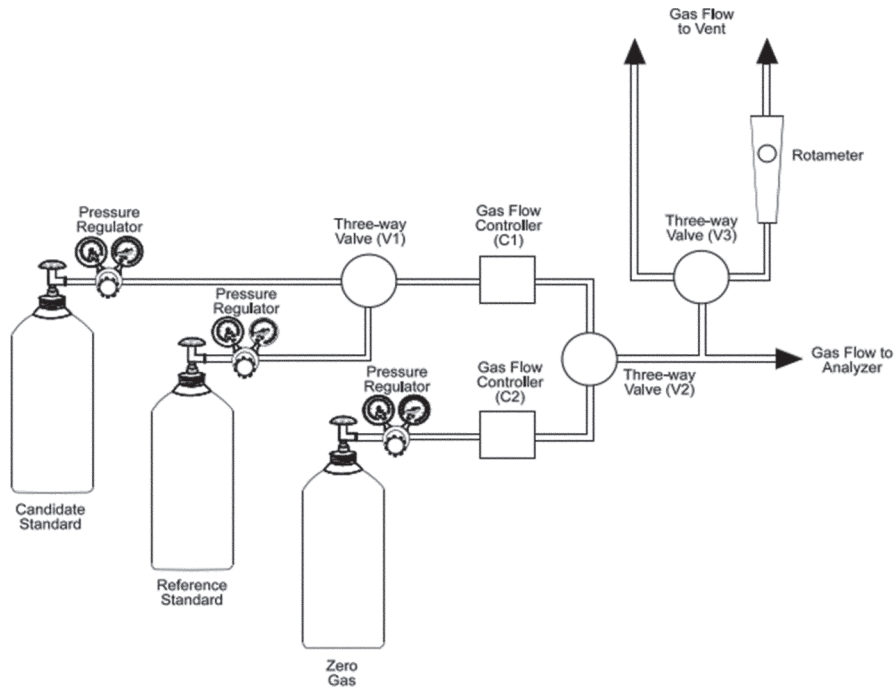 Gas Flow
to Vent
Rotameter
Pressure
Regulator
Three-way
Valve (V1)
Gas Flow
Controller
(C1)
Three-way
Valve (V3)
Pressure
Regulator
Gas Flow to
Analyzer
Pressure
Regulator
Gas Flow
Controller
(C2)
Three-way
Valve (V2)
Candidate
Standard
Reference
Standard
Zero
Gas